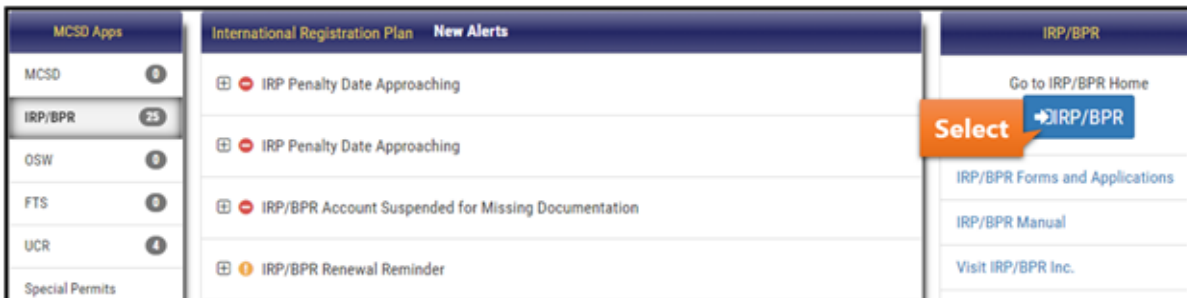 MCSD Apps
MCSD 0
IRP/BPR 25
OSW 0
FTS 0
UCR 4
Special Permits
International Registration Plan New Alerts
IRP Penalty Date Approaching
IRP Penalty Date Approaching
IRP/BPR Account Suspended for Missing Documentation
IRP/BPR Renewal Reminder
IRP/BPR
Go to IRP/BPR Home
Select
IRP/BPR
IRP/BPR Forms and Applications
IRP/BPR Manual
Visit IRP/BPR Inc.